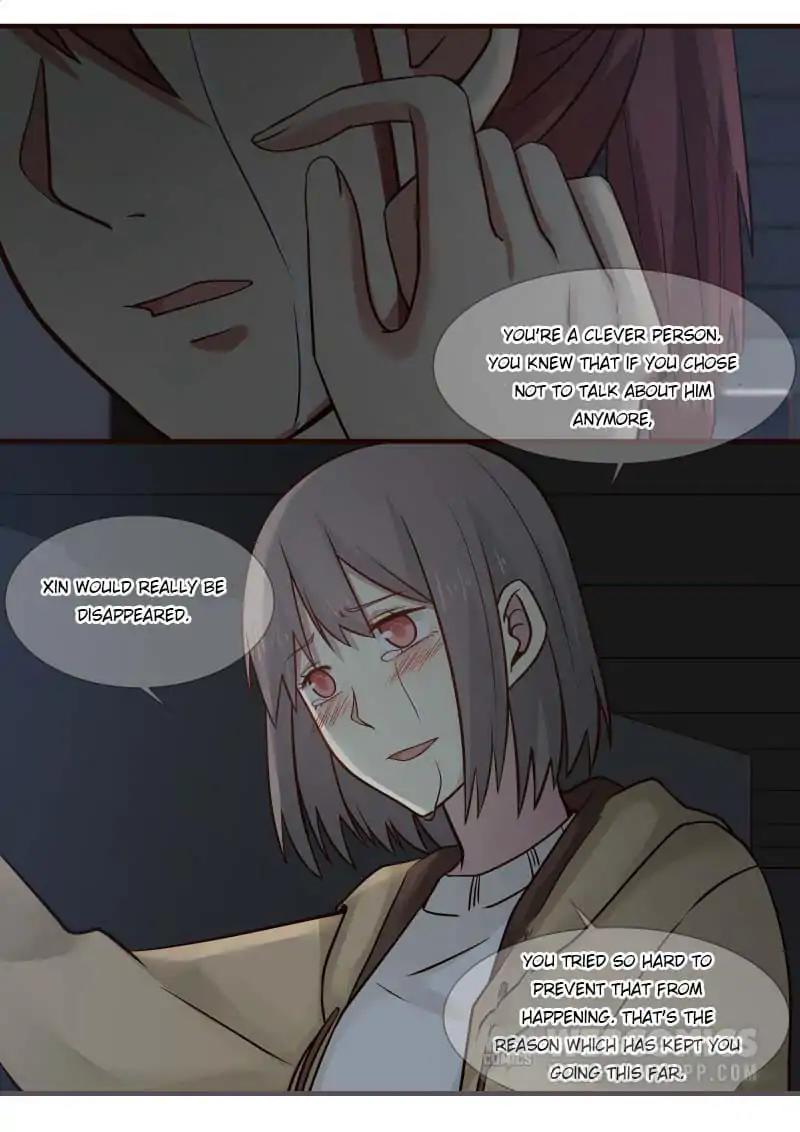 YOU'RE A CLEVER PERSON.
YOU KNEW THAT IF YOU CHOSE
NOT TO TALK ABOUT HIM
ANYMORE,
XIN WOULD REALLY BE
DISAPPEARED.
YOU TRIED SO HARD TO
PREVENT THAT FROM
HAPPENING. THAT'S THE
REASON WHICH HAS KEPT YOU
GOING THIS FAR.